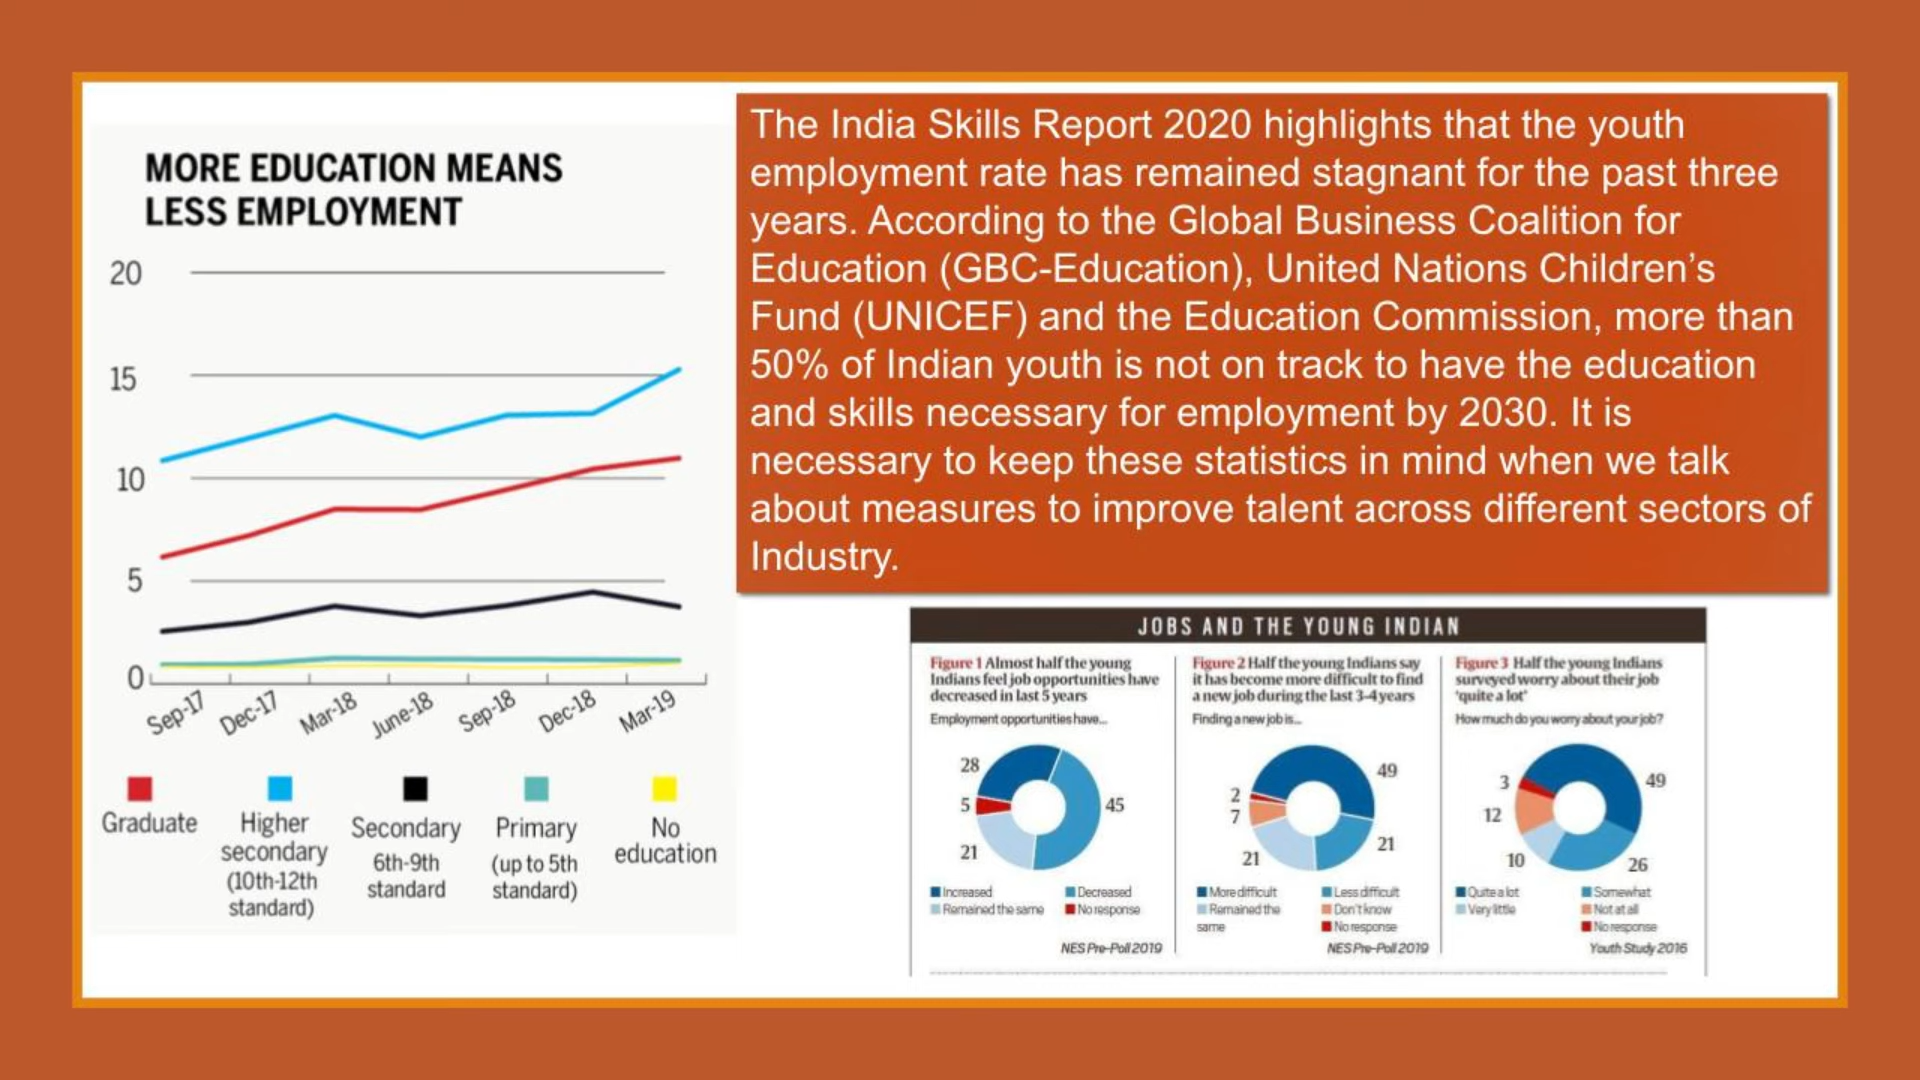 MORE EDUCATION MEANS
LESS EMPLOYMENT
20
15
10
5
0
Sep-17 Dec-17 Mar-18 June-18 Sep-18 Dec-18 Mar-19
Graduate
Higher
secondary
(10th-12th
standard)
Secondary
6th-9th
standard
Primary
(up to 5th
standard)
No
education
The India Skills Report 2020 highlights that the youth
employment rate has remained stagnant for the past three
years. According to the Global Business Coalition for
Education (GBC-Education), United Nations Children’s
Fund (UNICEF) and the Education Commission, more than
50% of Indian youth is not on track to have the education
and skills necessary for employment by 2030. It is
necessary to keep these statistics in mind when we talk
about measures to improve talent across different sectors of
Industry.
JOBS AND THE YOUNG INDIAN
Figure 1 Almost half the young
Indians feel job opportunities have
decreased in last 5 years
Employment opportunities have...
28
5
45
21
Increased
Decreased
Remained the same
No response
NES Pre-Poll 2019
Figure 2 Half the young Indians say
it has become more difficult to find
a new job during the last 3-4 years
Finding a new job is...
49
2
7
21
21
More difficult
Less difficult
Remained the
same
Don't know
No response
NES Pre-Poll 2019
Figure 3 Half the young Indians
surveyed worry about their job
'quite a lot'
How much do you worry about your job?
3
49
12
10
26
Quite a lot
Somewhat
Very little
Not at all
No response
Youth Study 2016